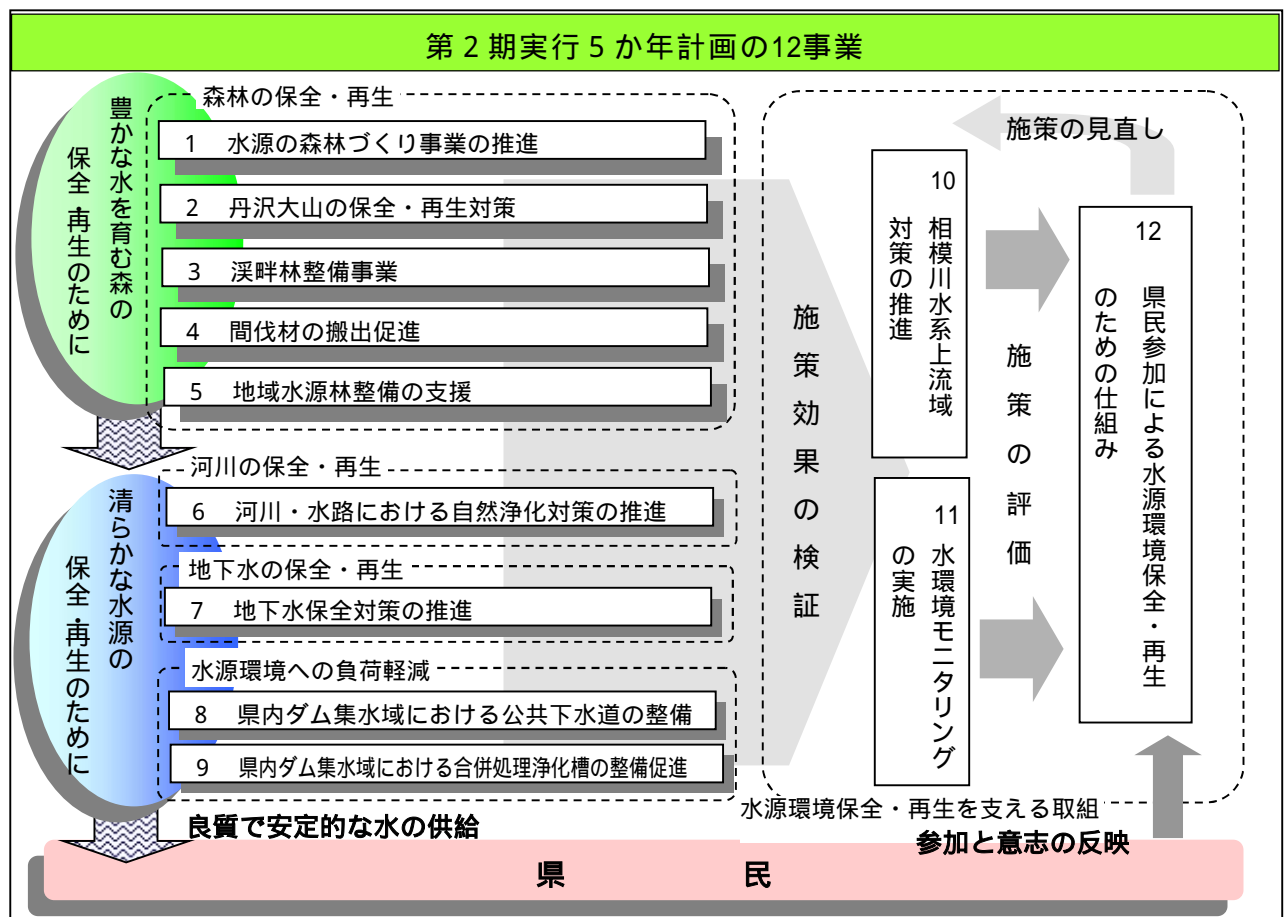 第2期実行5か年計画の12事業
豊かな水を育む森の
保全・再生のために
森林の保全・再生
1 水源の森林づくり事業の推進
2 丹沢大山の保全・再生対策
3 渓畔林整備事業
4 間伐材の搬出促進
5 地域水源林整備の支援
清らかな水源の
保全・再生のために
河川の保全・再生
6 河川・水路における自然浄化対策の推進
地下水の保全・再生
7 地下水保全対策の推進
水源環境への負荷軽減
8 県内ダム集水域における公共下水道の整備
9 県内ダム集水域における合併処理浄化槽の整備促進
施策効果の検証
10 相模川水系上流域
対策の推進
11 水環境モニタリング
の実施
施策の評価
施策の見直し
12 県民参加による水源環境保全・再生
のための仕組み
水源環境保全・再生を支える取組
良質で安定的な水の供給
参加と意志の反映
県民